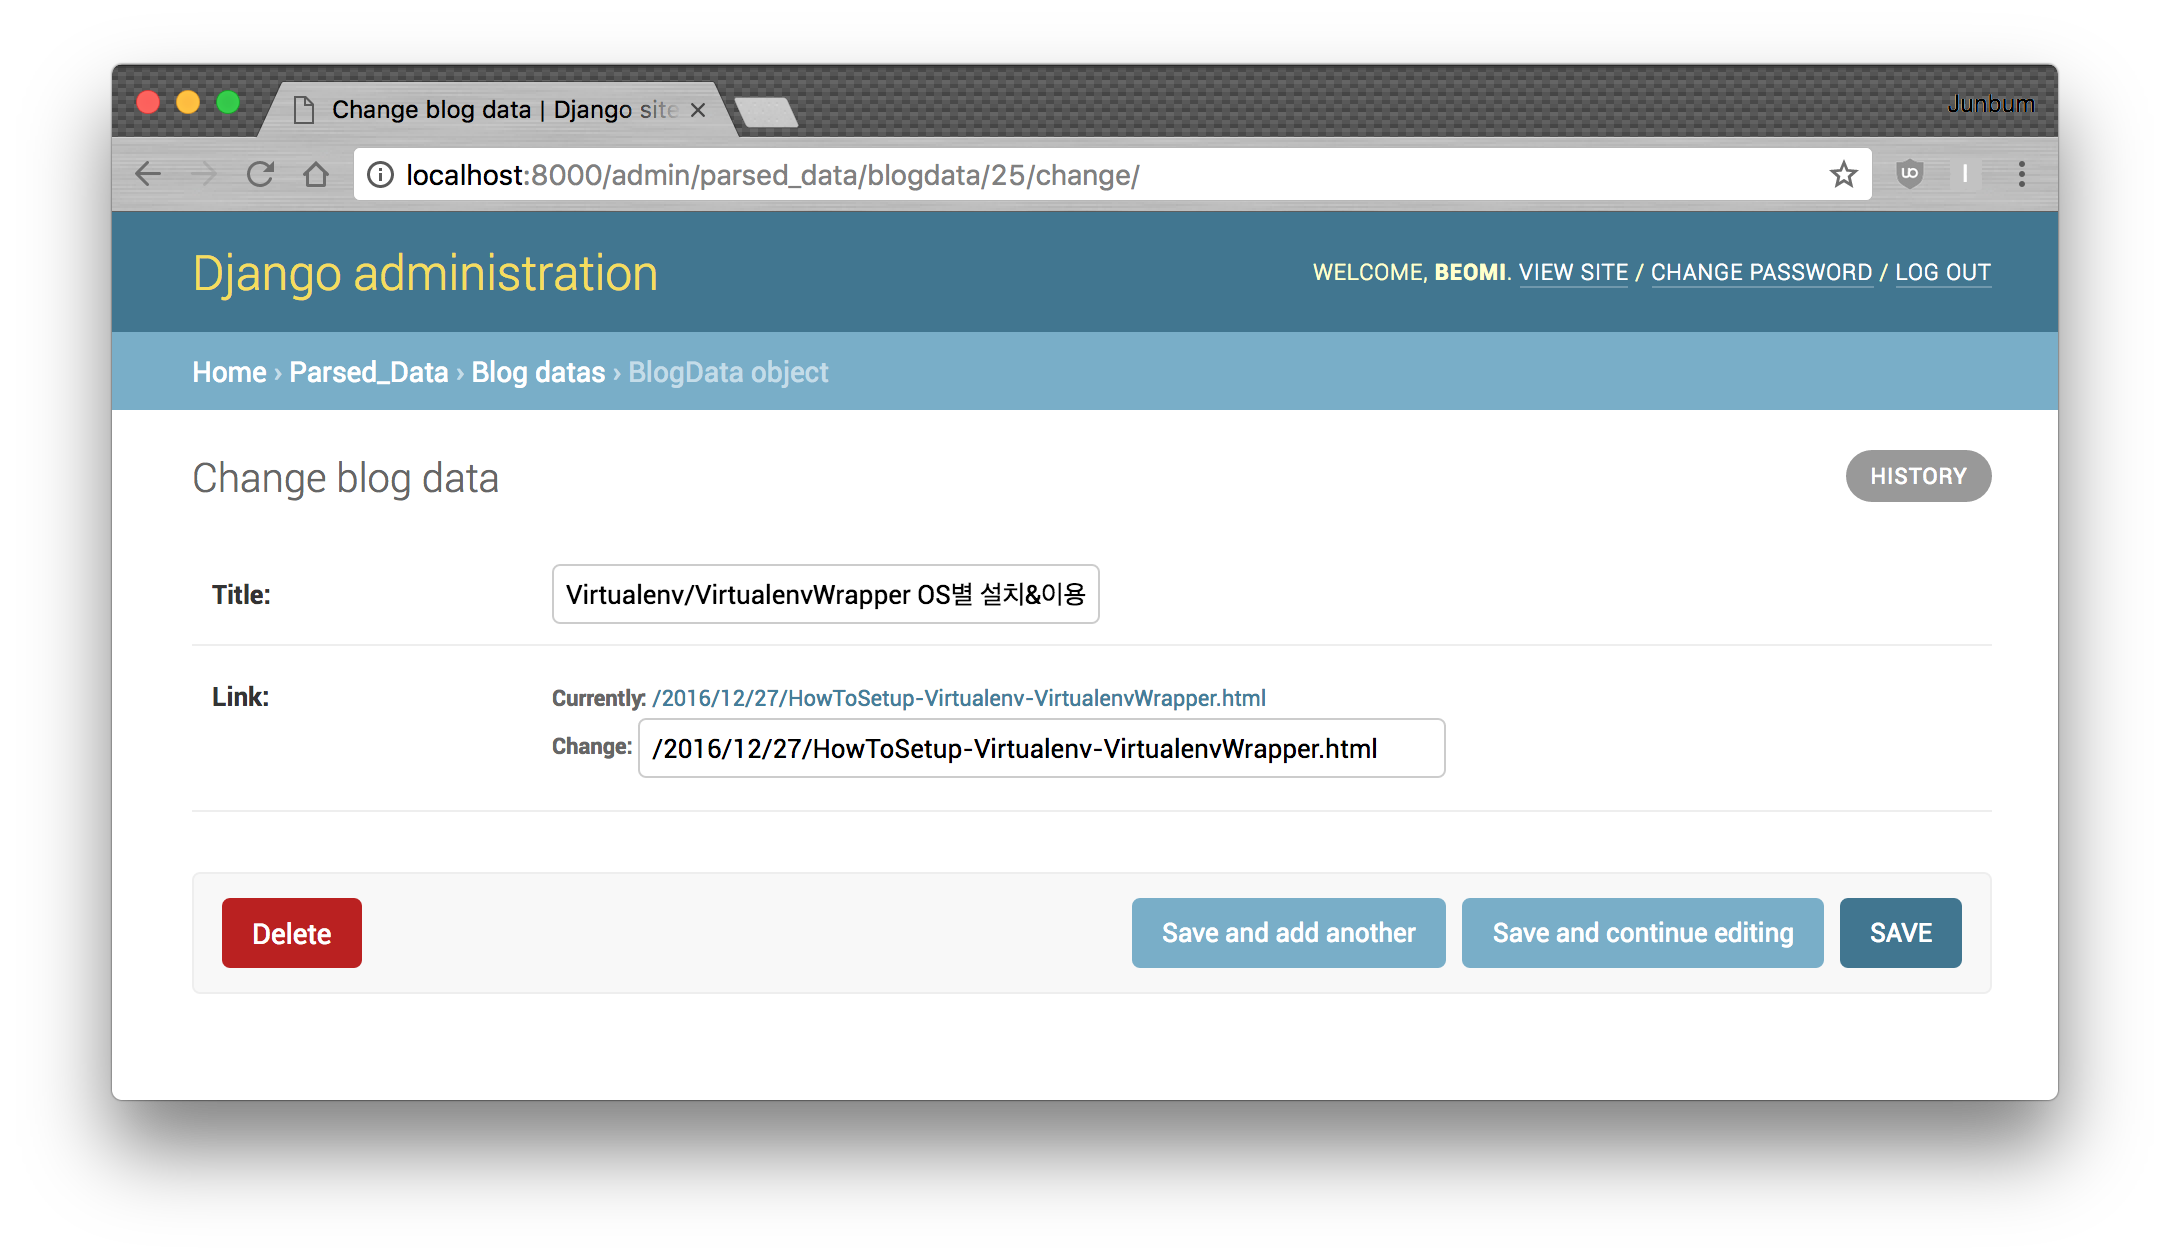 Change blog data | Django site
Junbum
localhost:8000/admin/parsed_data/blogdata/25/change/
Django administration
WELCOME, BEOMI. VIEW SITE / CHANGE PASSWORD / LOG OUT
Home › Parsed_Data › Blog datas › BlogData object
Change blog data
HISTORY
Title:
Virtualenv/VirtualenvWrapper OS별 설치&이용
Link:
Currently: /2016/12/27/HowToSetup-Virtualenv-VirtualenvWrapper.html
Change: /2016/12/27/HowToSetup-Virtualenv-VirtualenvWrapper.html
Delete
Save and add another
Save and continue editing
SAVE